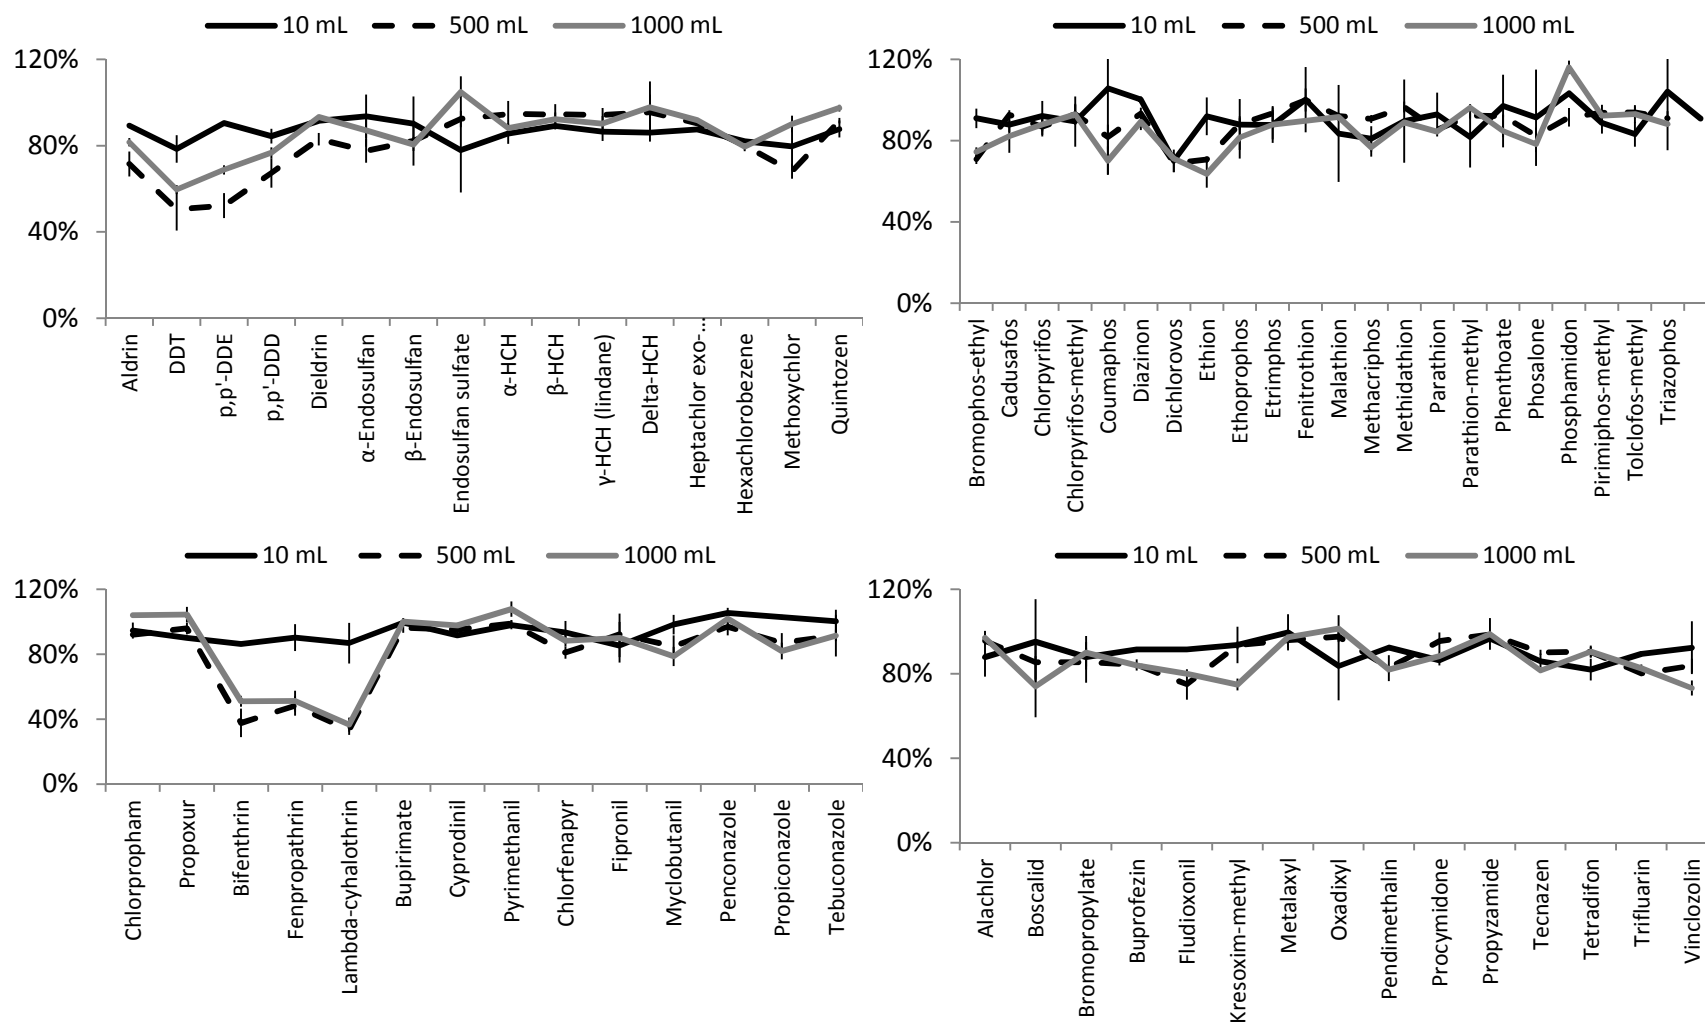 10 mL 500 mL 1000 mL
120%
80%
40%
0%
Aldrin
DDT
p,p'-DDE
p,p'-DDD
Dieldrin
α-Endosulfan
β-Endosulfan
Endosulfan sulfate
α-HCH
β-HCH
γ-HCH (lindane)
Delta-HCH
Heptachlor exo-...
Hexachlorobezene
Methoxychlor
Quintozen
10 mL 500 mL 1000 mL
120%
80%
40%
0%
Bromophos-ethyl
Cadusafos
Chlorpyrifos
Chlorpyrifos-methyl
Coumaphos
Diazinon
Dichlorovos
Ethion
Ethoprophos
Etrimphos
Fenitrothion
Malathion
Methacriphos
Methidathion
Parathion
Parathion-methyl
Phenthoate
Phosalone
Phosphamidon
Pirimiphos-methyl
Tolclofos-methyl
Triazophos
10 mL 500 mL 1000 mL
120%
80%
40%
0%
Chlorpropham
Propoxur
Bifenthriin
Fenpropathrin
Lambda-cyhalothrin
Bupirimate
Cyprodinil
Pyrimethanil
Chlorfenapyr
Fipronil
Myclobutanil
Penconazole
Propiconazole
Tebuconazole
10 mL 500 mL 1000 mL
120%
80%
40%
0%
Alachlor
Boscalid
Bromopropylate
Buprofezin
Fludioxonil
Kresoxim-methyl
Metalaxyl
Oxadixyl
Pendimethalin
Procymidone
Propyzamide
Tecnazen
Tetradifon
Trifluarin
Vinclozolin